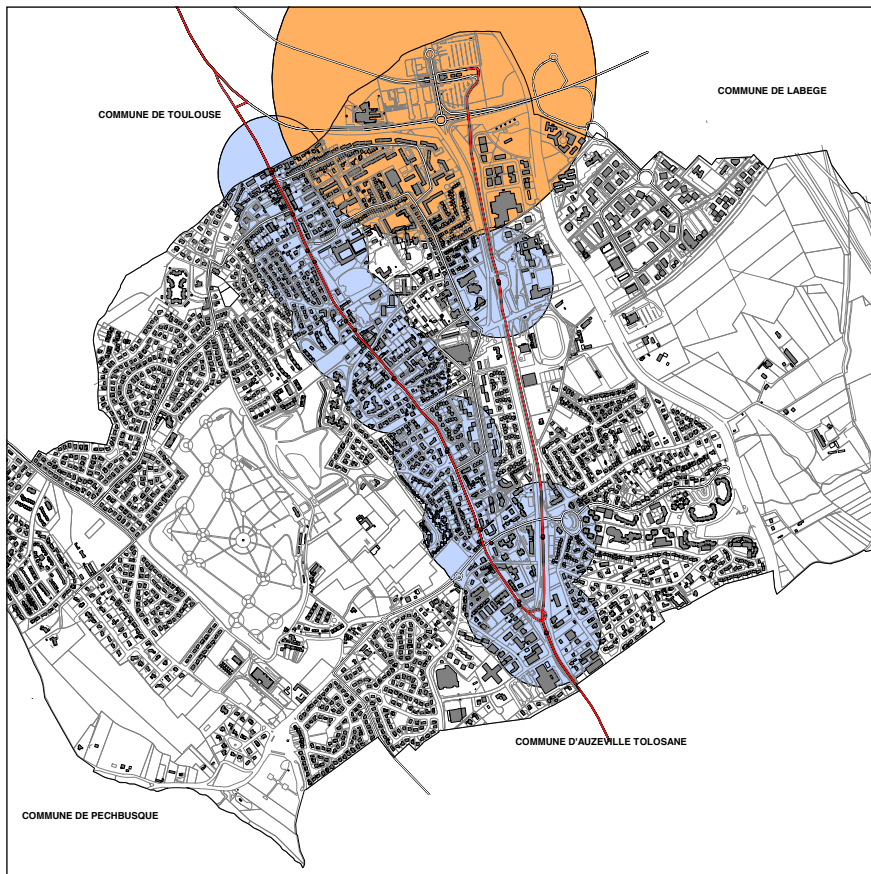 COMMUNE DE LABEGE
COMMUNE DE TOULOUSE
COMMUNE D'AUZEVILLE TOLOSANE
COMMUNE DE PECHBUSQUE